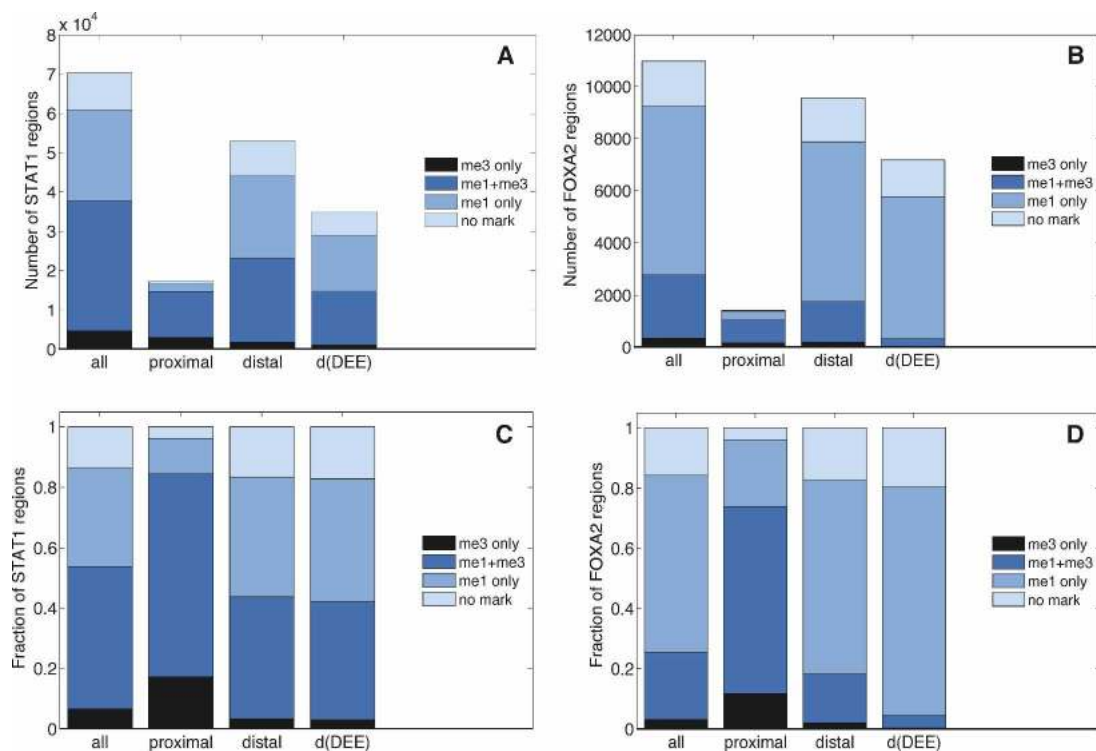 x 10⁴
A
8
7
6
5
4
3
2
1
0
Number of STAT1 regions
me3 only
me1+me3
me1 only
no mark
all proximal distal d(DEE)
B
12000
10000
8000
6000
4000
2000
0
Number of FOXA2 regions
me3 only
me1+me3
me1 only
no mark
all proximal distal d(DEE)
C
1
0.8
0.6
0.4
0.2
0
Fraction of STAT1 regions
me3 only
me1+me3
me1 only
no mark
all proximal distal d(DEE)
D
1
0.8
0.6
0.4
0.2
0
Fraction of FOXA2 regions
me3 only
me1+me3
me1 only
no mark
all proximal distal d(DEE)